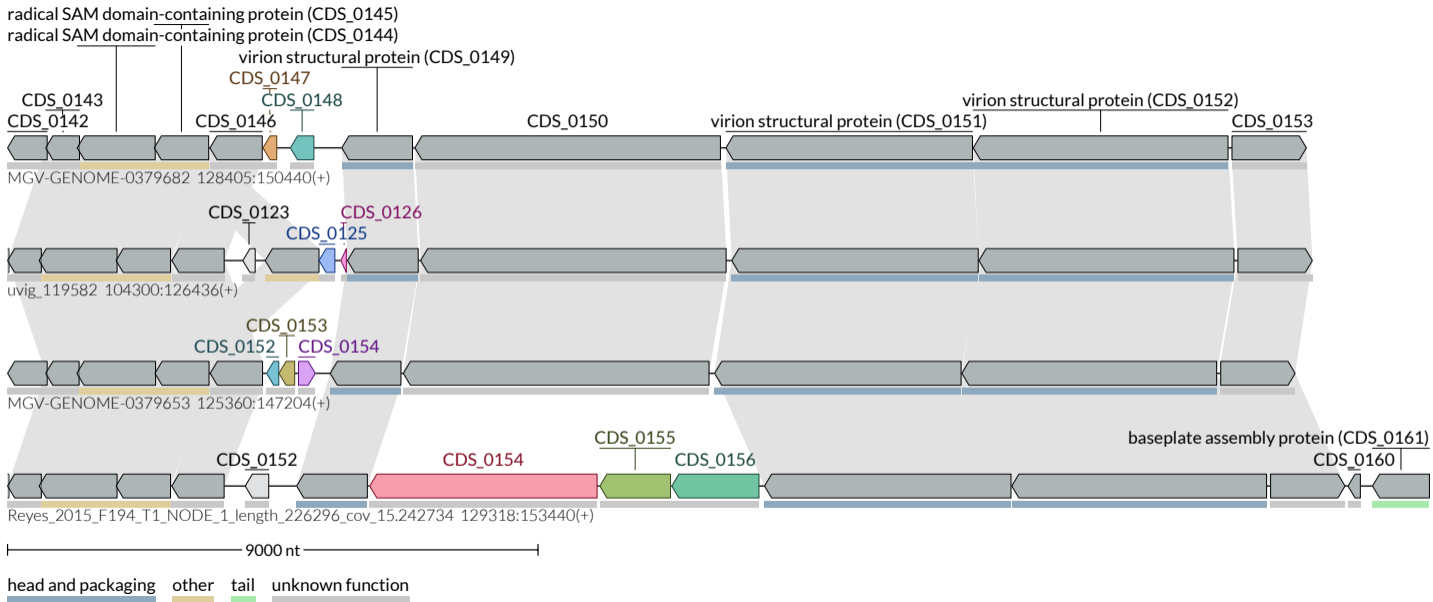 radical SAM domain-containing protein (CDS_0145)
radical SAM domain-containing protein (CDS_0144)
virion structural protein (CDS_0149)
CDS_0147
CDS_0143 CDS_0148 virion structural protein (CDS_0152)
CDS_0142 CDS_0146 CDS_0150 virion structural protein (CDS_0151) CDS_0153
MGV-GENOME-0379682 128405:150440(+)
CDS_0123 CDS_0126
CDS_0125
uvig_119582 104300:126436(+)
CDS_0153
CDS_0152 CDS_0154
MGV-GENOME-0379653 125360:147204(+)
CDS_0155 baseplate assembly protein (CDS_0161)
CDS_0152 CDS_0154 CDS_0156 CDS_0160
Reyes_2015_F194_T1_NODE_1_length_226296_cov_15.242734 129318:153440(+)
9000 nt
head and packaging other tail unknown function